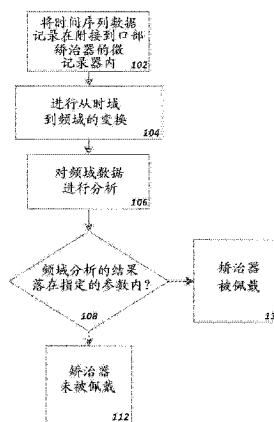 将时间序列数据
记录在附接到口部
矫治器的微
记录器内
102
进行从时域
到频域的变换
104
对频域数据
进行分析
106
频域分析的结果
落在指定的参数内?
108
矫治器
被佩戴
矫治器
未被佩戴
112